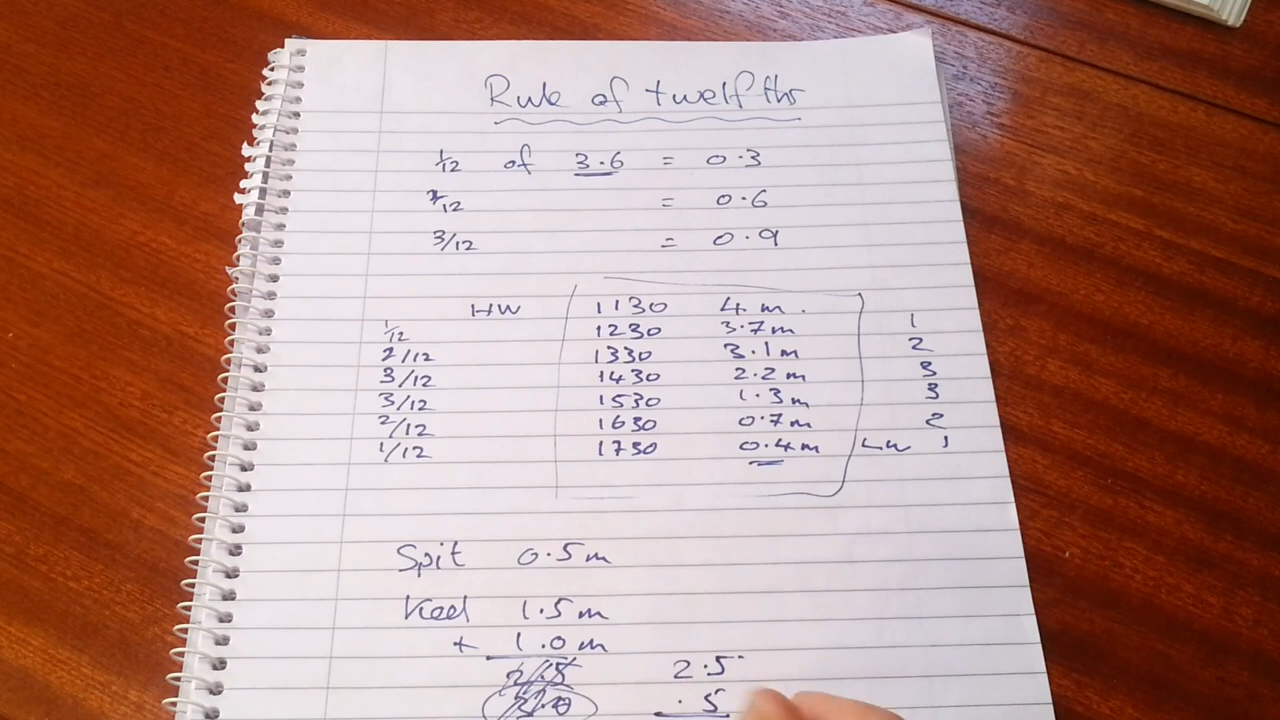 Rule of twelfths
1/12 of 3.6 = 0.3
2/12 = 0.6
3/12 = 0.9
HW 1130 4 m.
1/12 1230 3.7m 1
2/12 1330 3.1m 2
3/12 1430 2.2m 3
3/12 1530 1.3m 3
2/12 1630 0.7m 2
1/12 1730 0.4m LW 1
Spit 0.5m
Keel 1.5m
+ 1.0m
2.5
.5